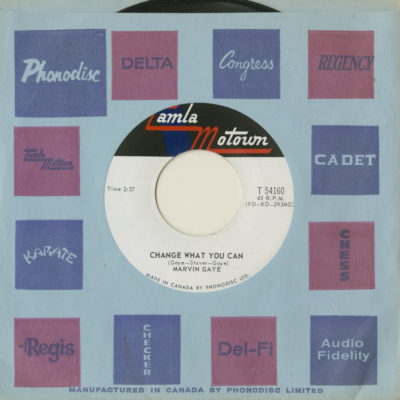 Phonodisc
DELTA
Congress
REGENCY
Tamla
Motown
Tamla
Motown
CADET
Time 2:37
T 54160
45 R.P.M.
KARATE
CHESS
CHANGE WHAT YOU CAN
(Gaye-Stover-Gaye)
MARVIN GAYE
MADE IN CANADA BY PHONODISC LTD.
Regis
CHECKER
Del-Fi
Audio
Fidelity
MANUFACTURED IN CANADA BY PHONODISC LIMITED